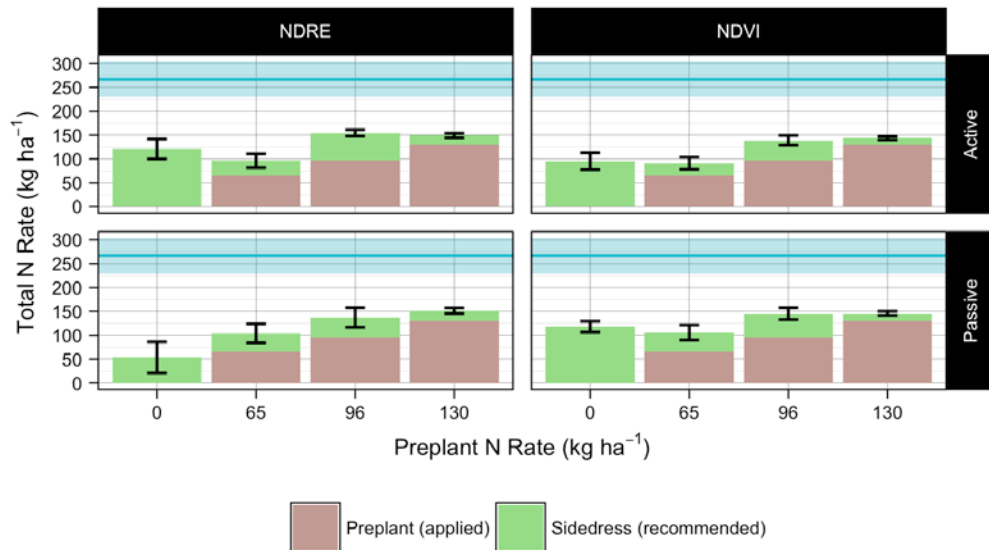 NDRE
NDVI
300
250
200
150
100
50
0
Active
300
250
200
150
100
50
0
Passive
Total N Rate (kg ha⁻¹)
0 65 96 130
0 65 96 130
Preplant N Rate (kg ha⁻¹)
Preplant (applied)
Sidedress (recommended)